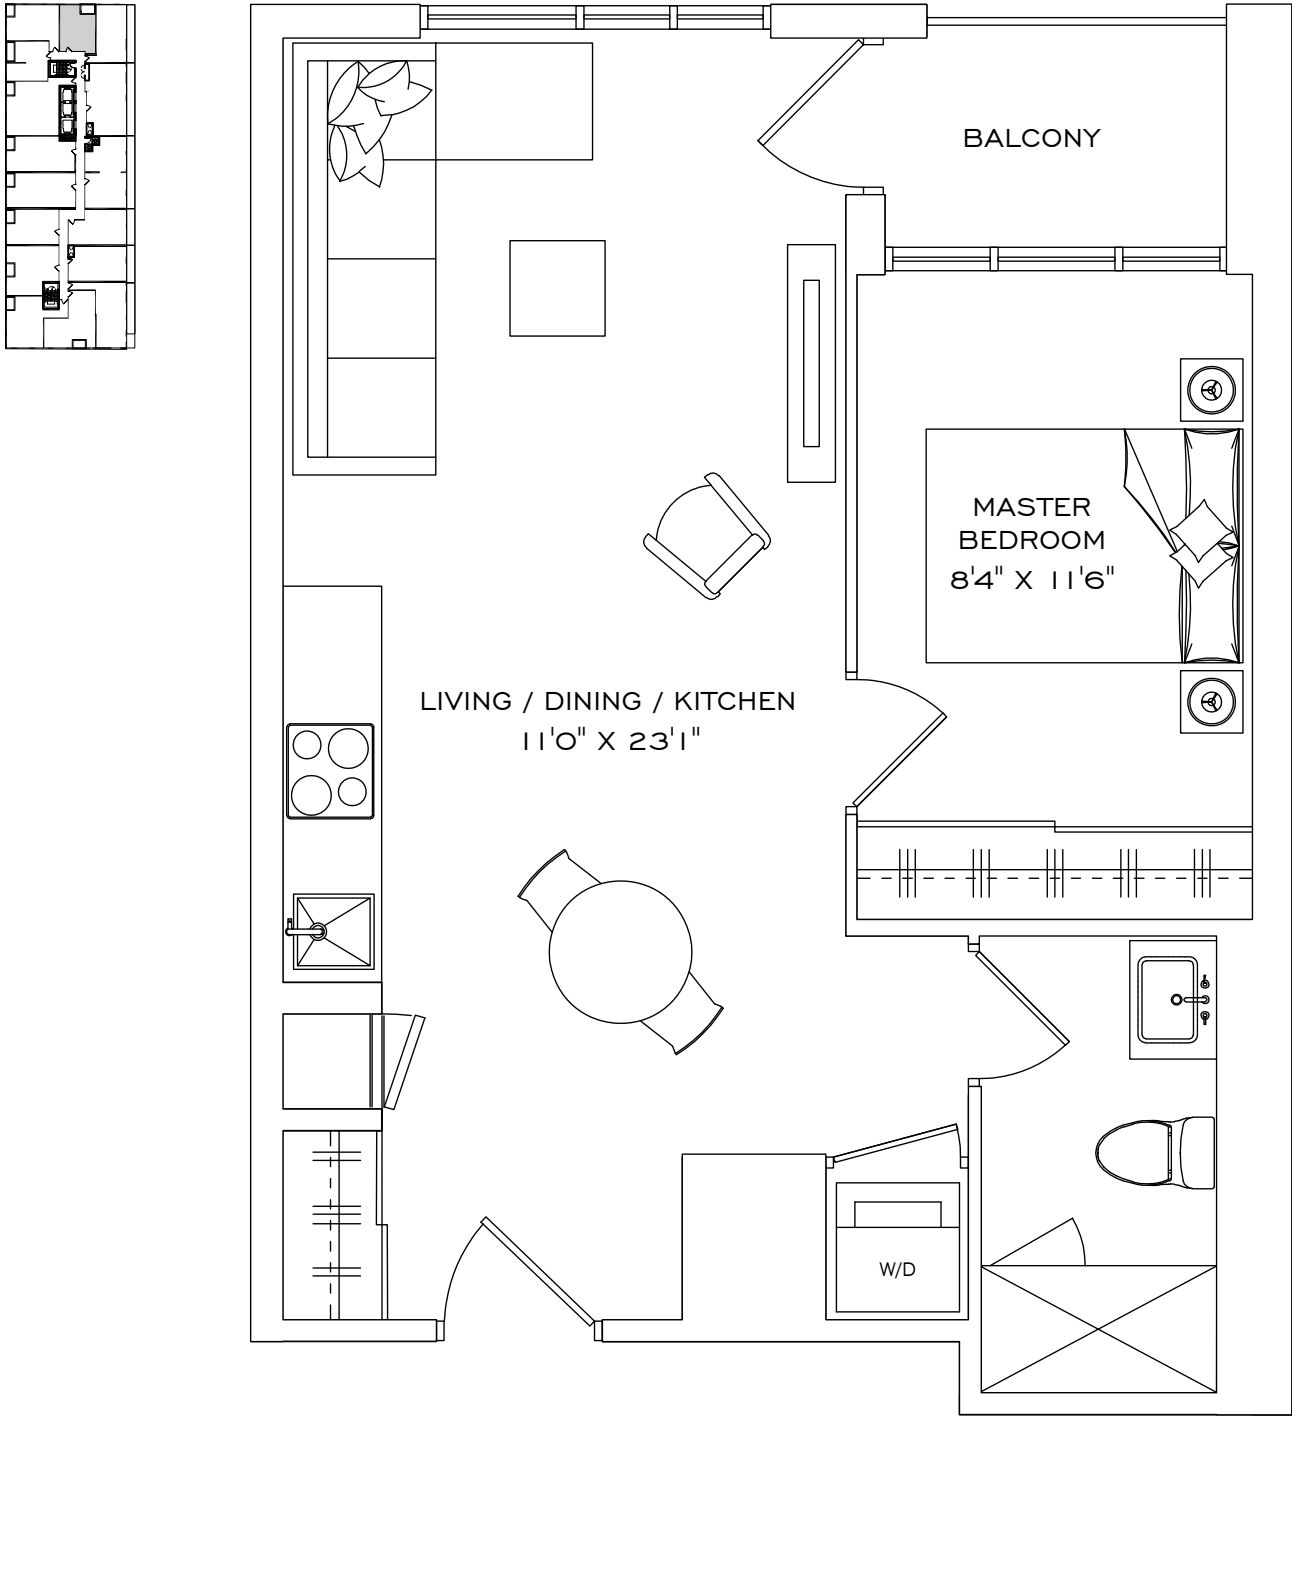 BALCONY
MASTER
BEDROOM
8'4" X 11'6"
LIVING / DINING / KITCHEN
11'0" X 23'1"
W/D